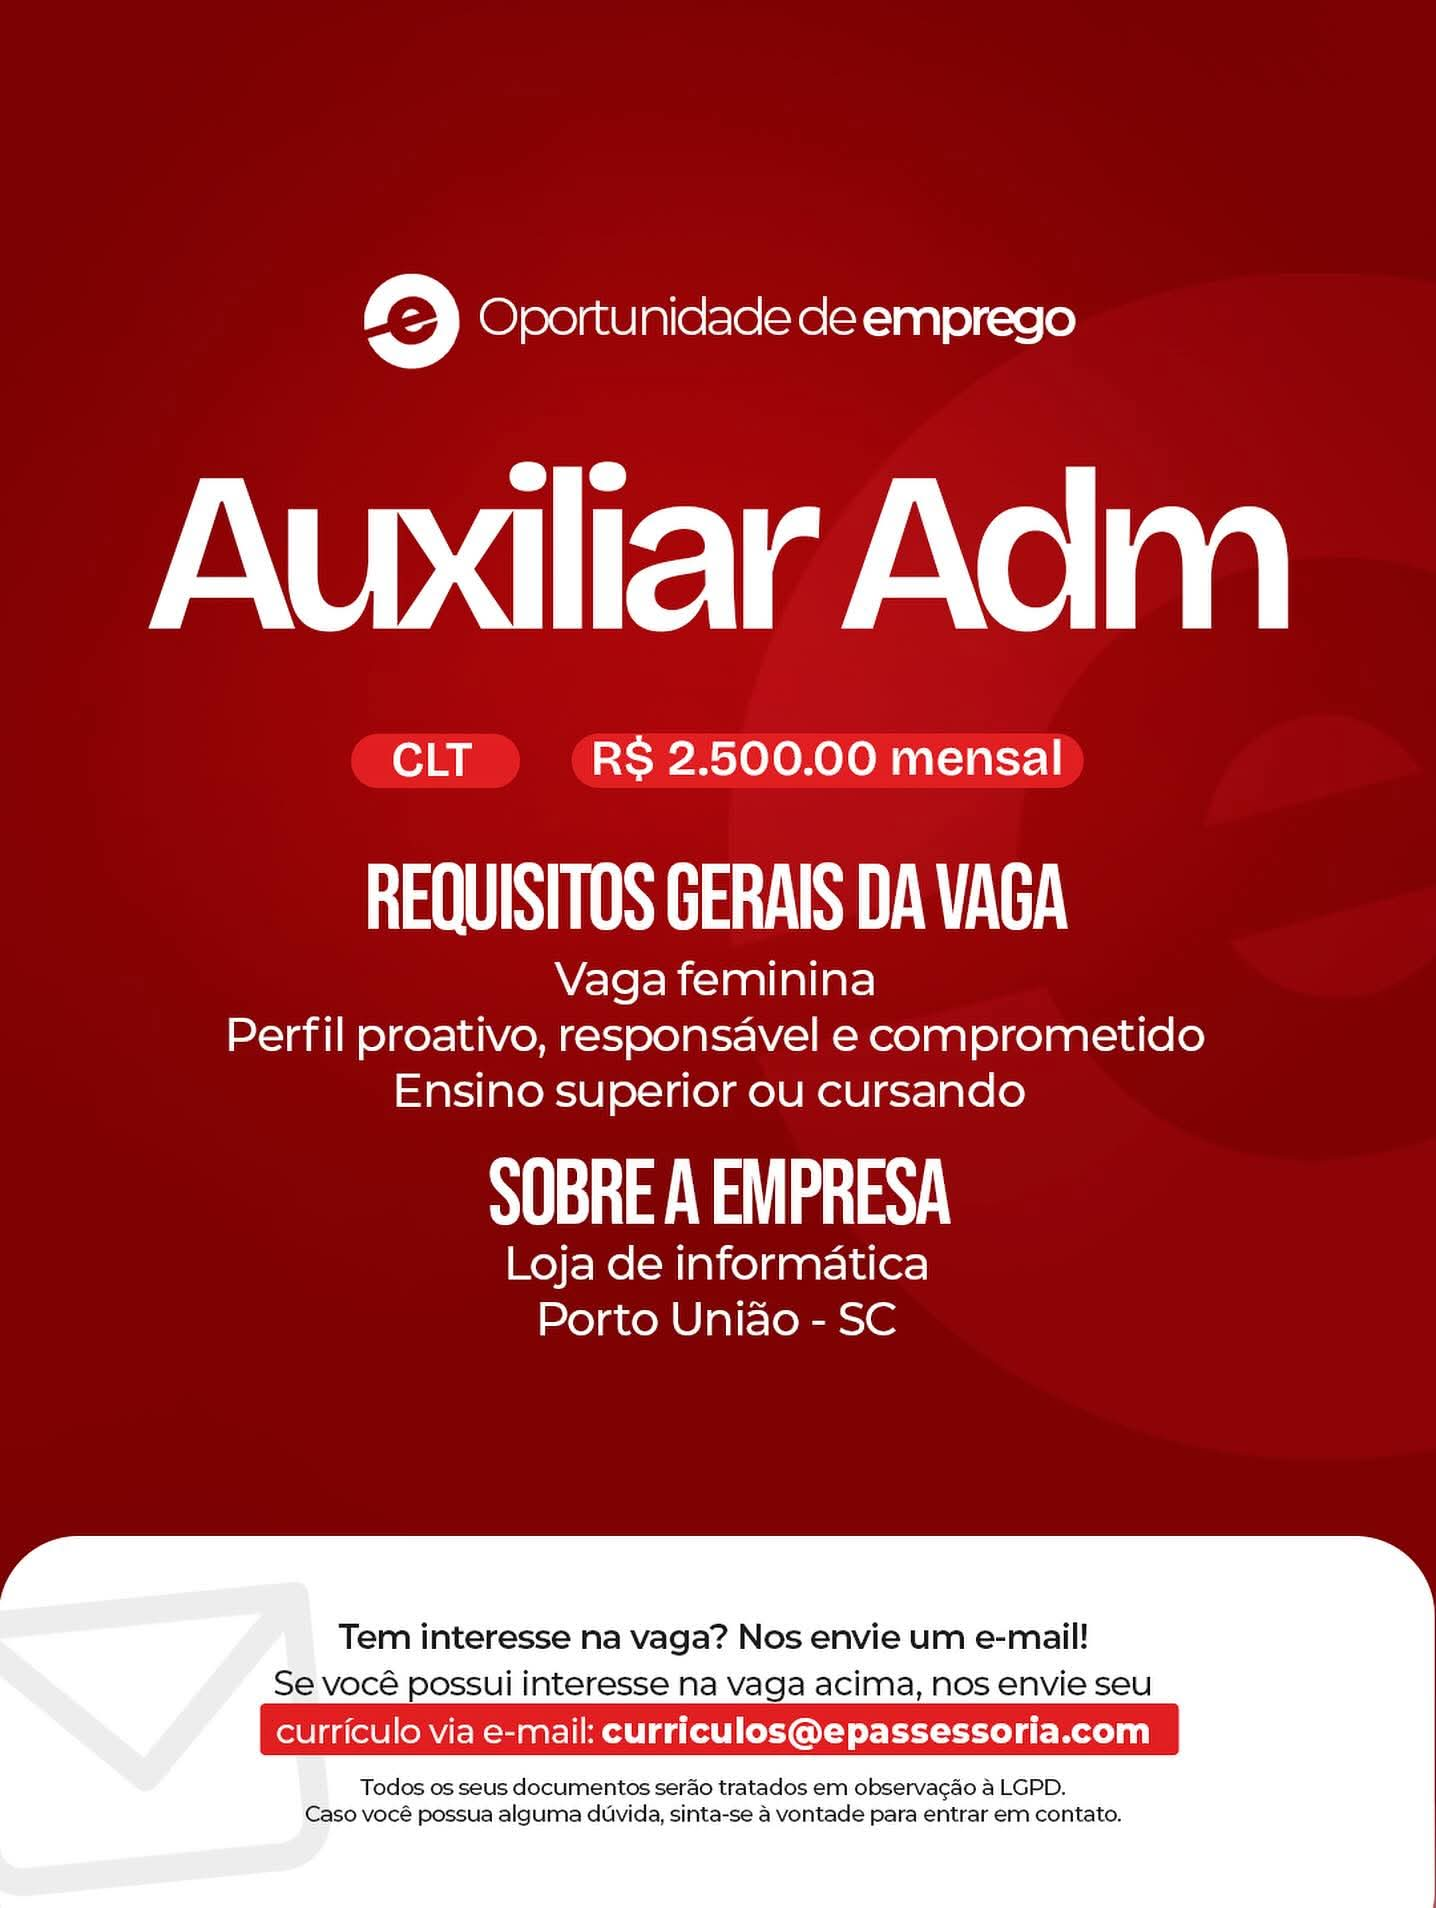 Oportunidade de emprego
Auxiliar Adm
CLT
R$ 2.500.00 mensal
REQUISITOS GERAIS DA VAGA
Vaga feminina
Perfil proativo, responsável e comprometido
Ensino superior ou cursando
SOBRE A EMPRESA
Loja de informática
Porto União - SC
Tem interesse na vaga? Nos envie um e-mail!
Se você possui interesse na vaga acima, nos envie seu
currículo via e-mail: curriculos@epassessoria.com
Todos os seus documentos serão tratados em observação à LGPD.
Caso você possua alguma dúvida, sinta-se à vontade para entrar em contato.